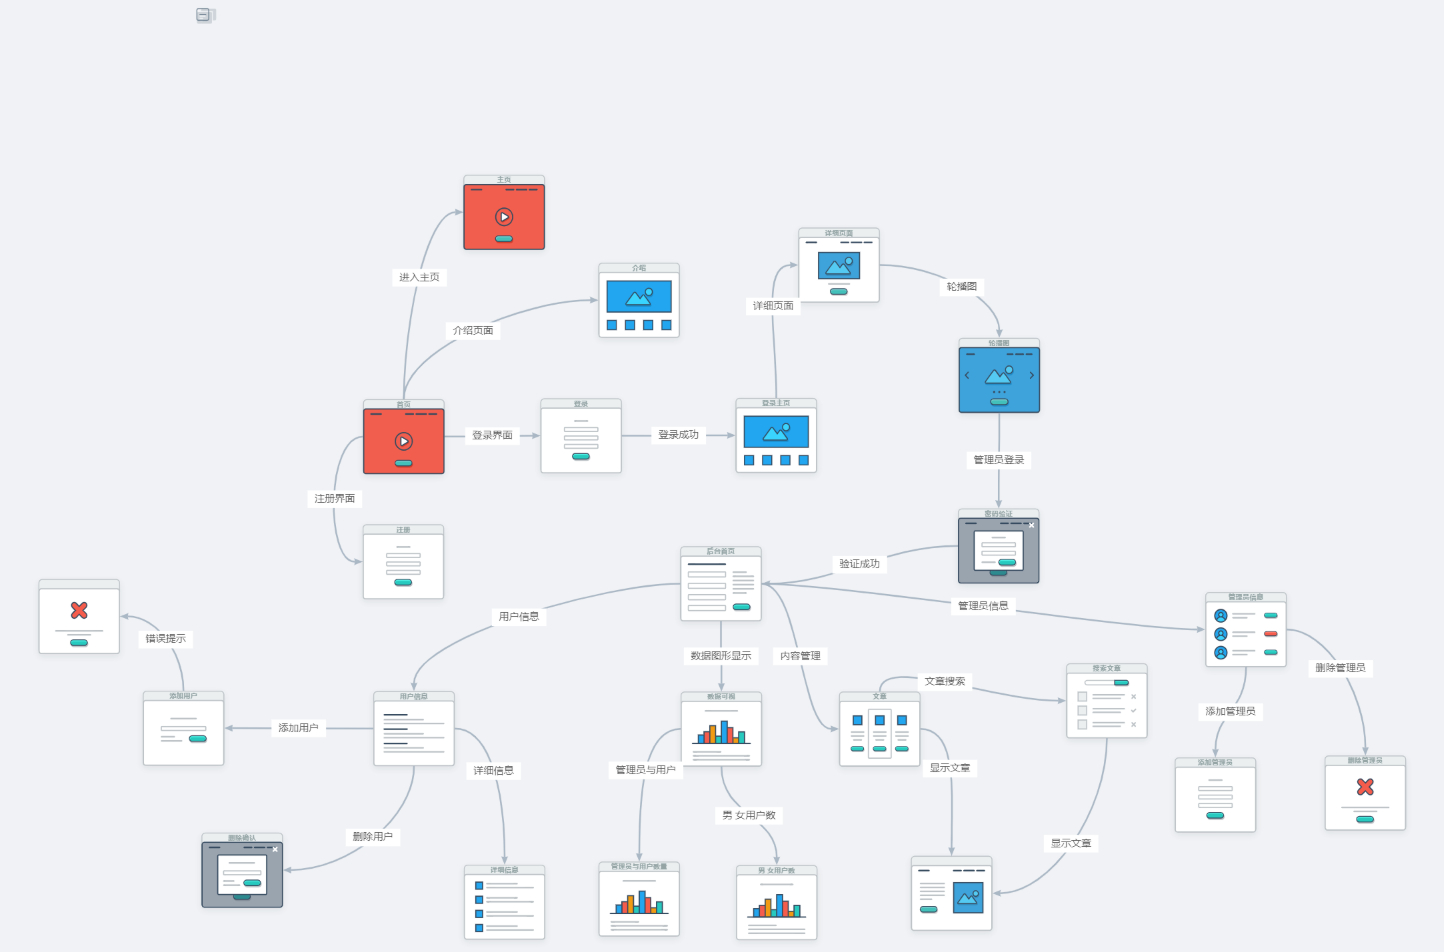 主页
进入主页
介绍
介绍页面
详细页面
轮播图
详细页面
轮播图
首页
登录界面
登录
登录成功
登录主页
管理员登录
注册界面
注册
密码验证
验证成功
后台首页
管理员信息
管理员信息
用户信息
错误提示
数据图形显示
内容管理
搜索文章
删除管理员
文章搜索
添加用户
用户信息
数据可视
文章
添加管理员
添加用户
详细信息
管理员与用户
显示文章
添加管理员
删除管理员
男 女用户数
删除用户
删除确认
显示文章
详细信息
管理员与用户数量
男 女用户数